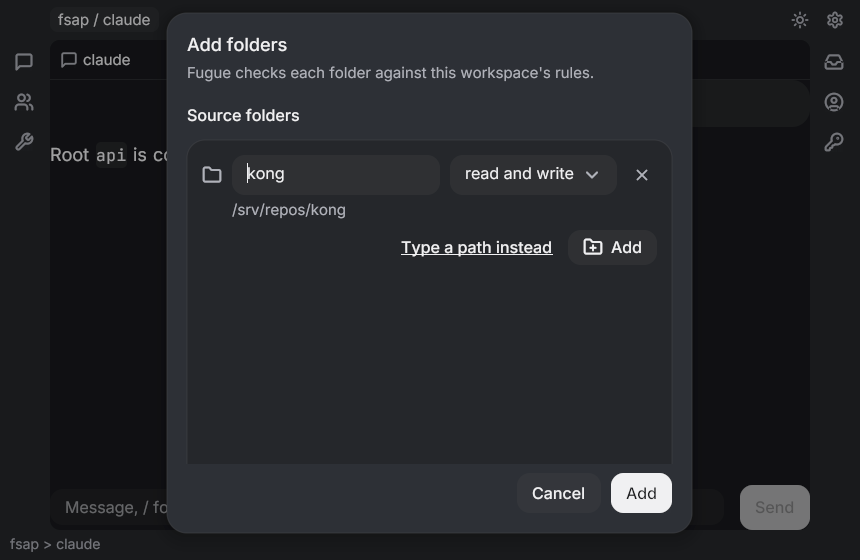 fsap / claude
Add folders
Fugue checks each folder against this workspace's rules.
claude
Source folders
Root api is co
kong
read and write
/srv/repos/kong
Type a path instead
Add
Cancel
Add
Message, / fo
Send
fsap > claude